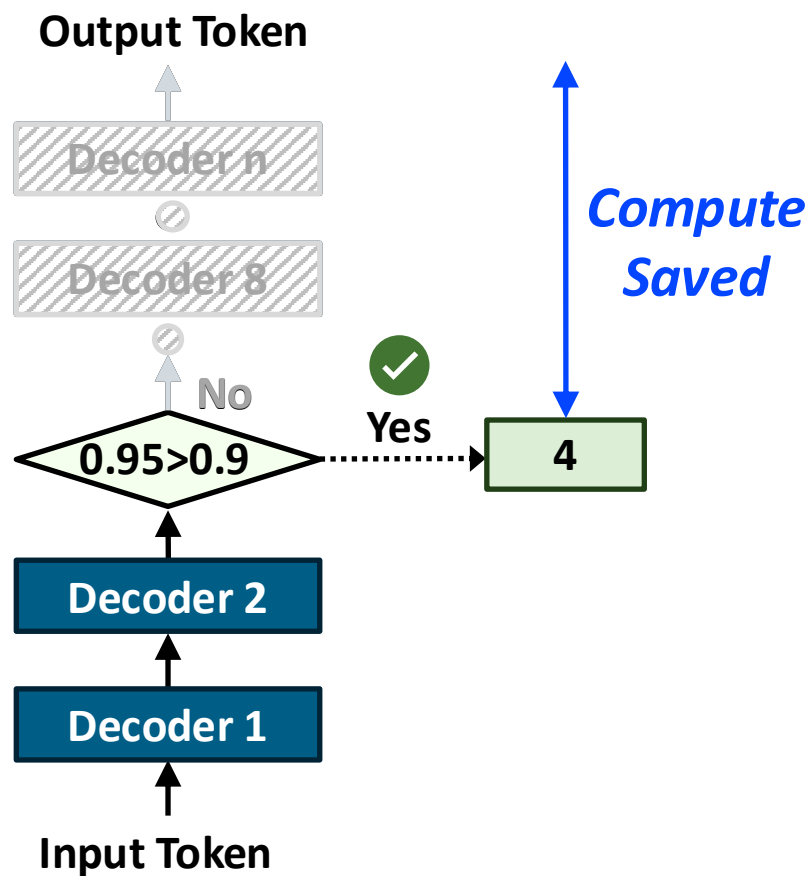 Output Token
Decoder n
Compute
Saved
Decoder 8
No
Yes
0.95>0.9
4
Decoder 2
Decoder 1
Input Token